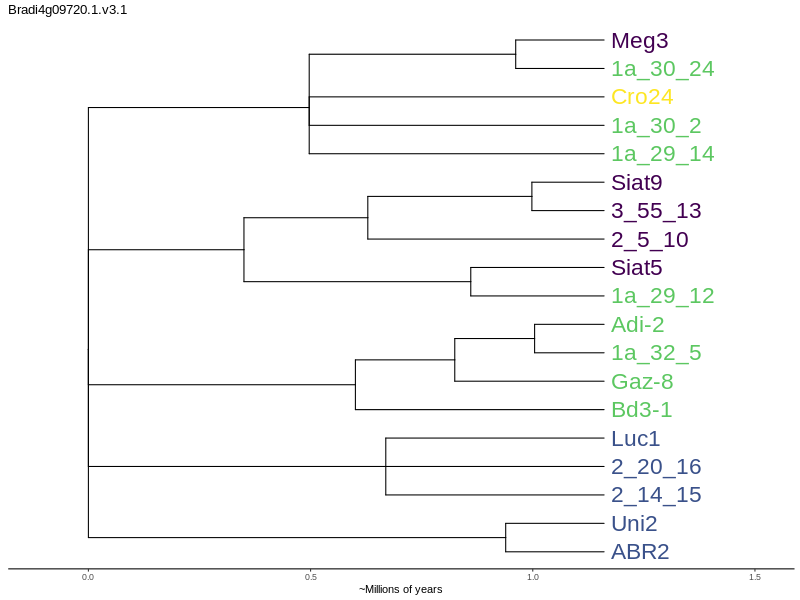 Bradi4g09720.1.v3.1
Meg3
1a_30_24
Cro24
1a_30_2
1a_29_14
Siat9
3_55_13
2_5_10
Siat5
1a_29_12
Adi-2
1a_32_5
Gaz-8
Bd3-1
Luc1
2_20_16
2_14_15
Uni2
ABR2
0.0 0.5 1.0 1.5
~Millions of years